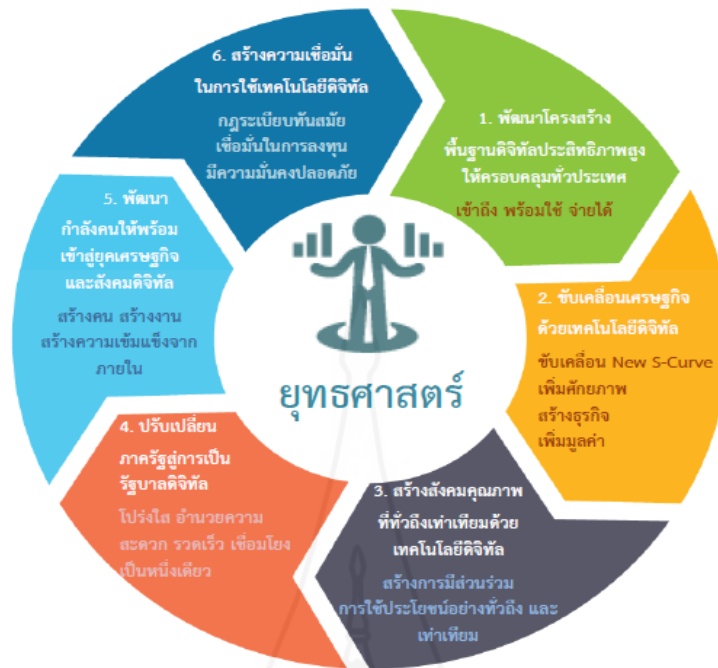 6. สร้างความเชื่อมั่น
ในการใช้เทคโนโลยีดิจิทัล
กฎระเบียบทันสมัย
เชื่อมั่นในการลงทุน
มีความมั่นคงปลอดภัย
1. พัฒนาโครงสร้าง
พื้นฐานดิจิทัลประสิทธิภาพสูง
ให้ครอบคลุมทั่วประเทศ
เข้าถึง พร้อมใช้ จ่ายได้
5. พัฒนา
กำลังคนให้พร้อม
เข้าสู่ยุคเศรษฐกิจ
และสังคมดิจิทัล
สร้างคน สร้างงาน
สร้างความเข้มแข็งจาก
ภายใน
2. ขับเคลื่อนเศรษฐกิจ
ด้วยเทคโนโลยีดิจิทัล
ขับเคลื่อน New S-Curve
เพิ่มศักยภาพ
สร้างธุรกิจ
เพิ่มมูลค่า
ยุทธศาสตร์
4. ปรับเปลี่ยน
ภาครัฐสู่การเป็น
รัฐบาลดิจิทัล
โปร่งใส อำนวยความ
สะดวก รวดเร็ว เชื่อมโยง
เป็นหนึ่งเดียว
3. สร้างสังคมคุณภาพ
ที่ทั่วถึงเท่าเทียมด้วย
เทคโนโลยีดิจิทัล
สร้างการมีส่วนร่วม
การใช้ประโยชน์อย่างทั่วถึง และ
เท่าเทียม